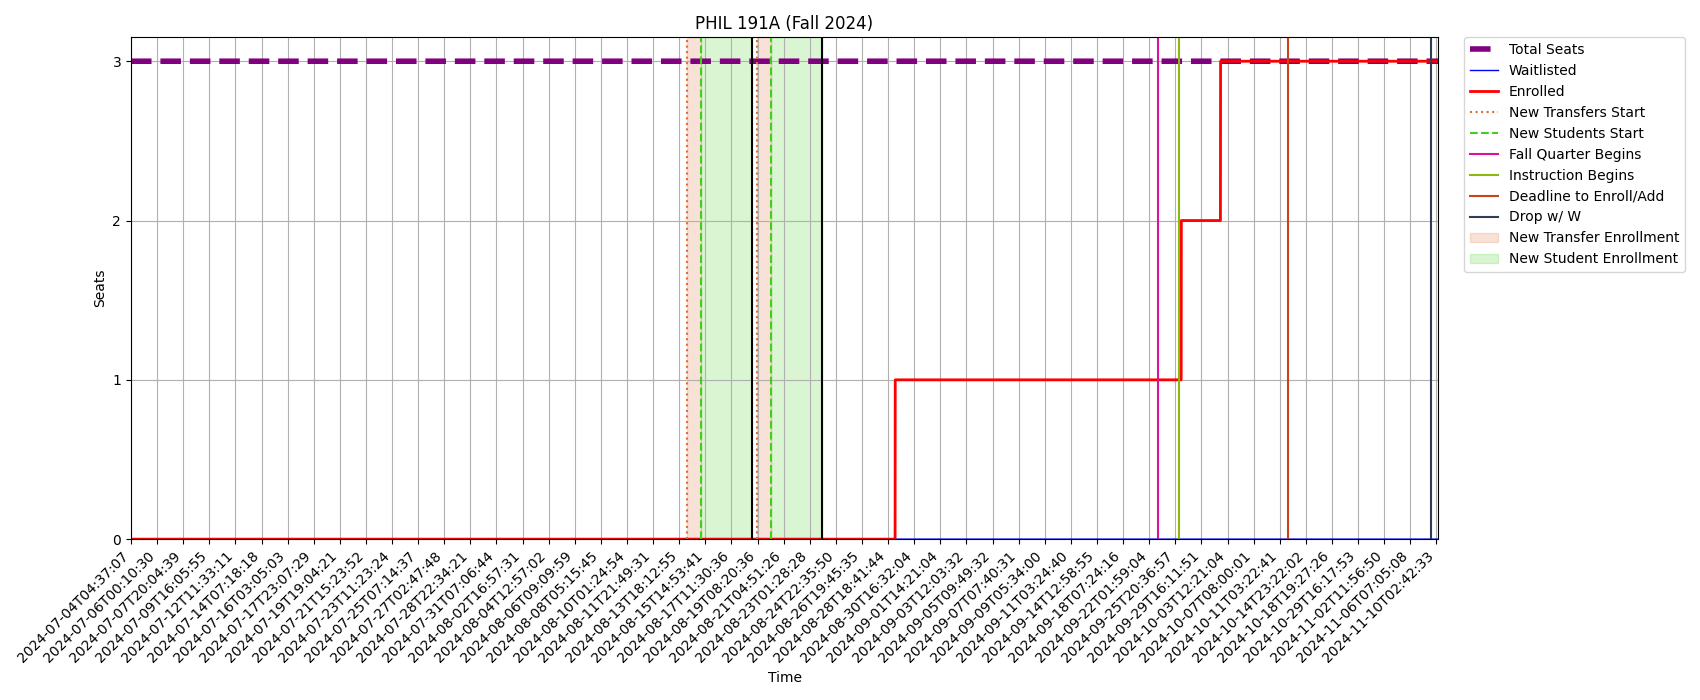 PHIL 191A (Fall 2024)
Total Seats
Waitlisted
Enrolled
New Transfers Start
New Students Start
Fall Quarter Begins
Instruction Begins
Deadline to Enroll/Add
Drop w/ W
New Transfer Enrollment
New Student Enrollment
Seats
3
2
1
0
2024-07-04T04:37:07
2024-07-06T00:10:30
2024-07-07T20:04:39
2024-07-09T16:05:55
2024-07-12T11:33:11
2024-07-14T07:18:18
2024-07-16T03:05:03
2024-07-17T23:07:29
2024-07-19T19:04:21
2024-07-21T15:23:52
2024-07-23T11:23:24
2024-07-25T07:14:37
2024-07-27T02:47:48
2024-07-28T22:34:21
2024-07-31T07:06:44
2024-08-02T16:57:31
2024-08-04T12:57:02
2024-08-06T09:09:59
2024-08-08T05:15:45
2024-08-10T01:24:54
2024-08-11T21:49:31
2024-08-13T18:12:55
2024-08-15T14:53:41
2024-08-17T11:30:36
2024-08-19T08:20:36
2024-08-21T04:51:26
2024-08-23T01:28:28
2024-08-24T22:35:50
2024-08-26T19:45:35
2024-08-28T18:41:44
2024-08-30T16:32:04
2024-09-01T14:21:04
2024-09-03T12:03:32
2024-09-05T09:49:32
2024-09-07T07:40:31
2024-09-09T05:34:00
2024-09-11T03:24:40
2024-09-14T12:58:55
2024-09-18T07:24:16
2024-09-22T01:59:04
2024-09-25T20:36:57
2024-09-29T16:11:51
2024-10-03T12:21:04
2024-10-07T08:00:01
2024-10-11T03:22:41
2024-10-14T23:22:02
2024-10-18T19:27:26
2024-10-29T16:17:53
2024-11-02T11:56:50
2024-11-06T07:05:08
2024-11-10T02:42:33
Time